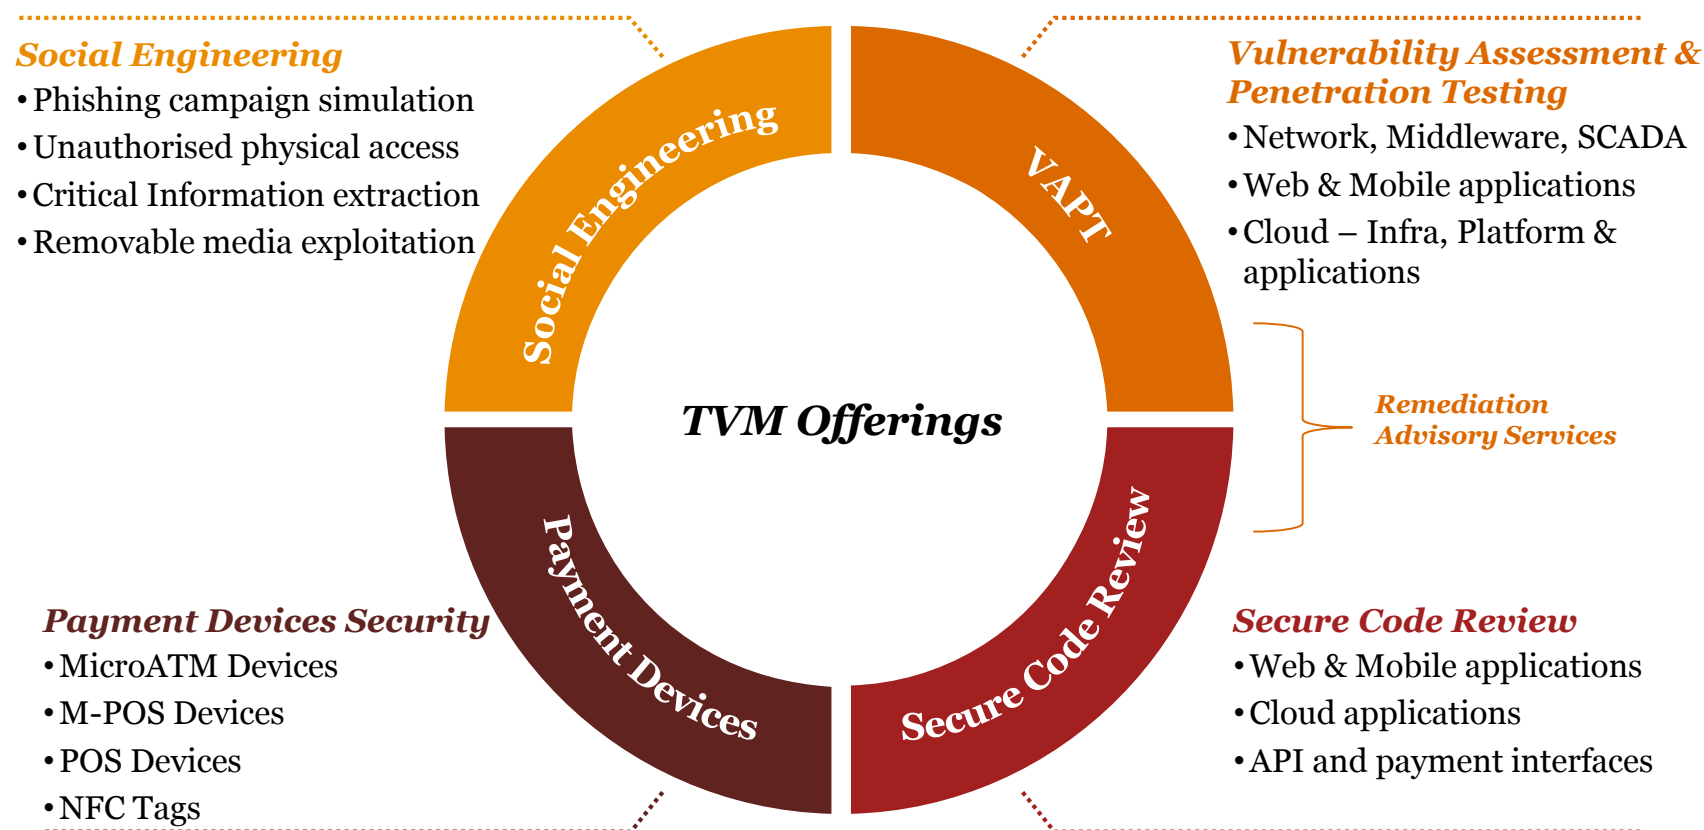 Social Engineering
• Phishing campaign simulation
• Unauthorised physical access
• Critical Information extraction
• Removable media exploitation
Vulnerability Assessment &
Penetration Testing
• Network, Middleware, SCADA
• Web & Mobile applications
• Cloud – Infra, Platform &
applications
Social Engineering
VAPT
TVM Offerings
Remediation
Advisory Services
Payment Devices
Secure Code Review
Payment Devices Security
• MicroATM Devices
• M-POS Devices
• POS Devices
• NFC Tags
Secure Code Review
• Web & Mobile applications
• Cloud applications
• API and payment interfaces